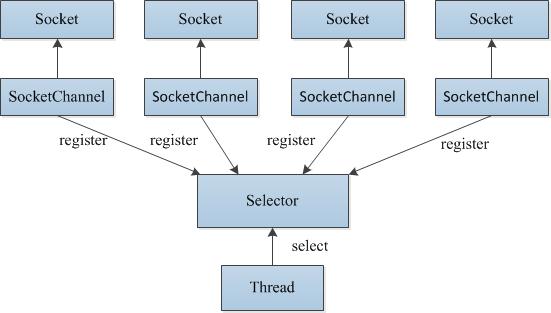 Socket
Socket
Socket
Socket
SocketChannel
SocketChannel
SocketChannel
SocketChannel
register
register
register
register
Selector
select
Thread